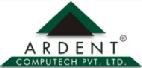 ®
ARDENT
COMPUTECH PVT. LTD.